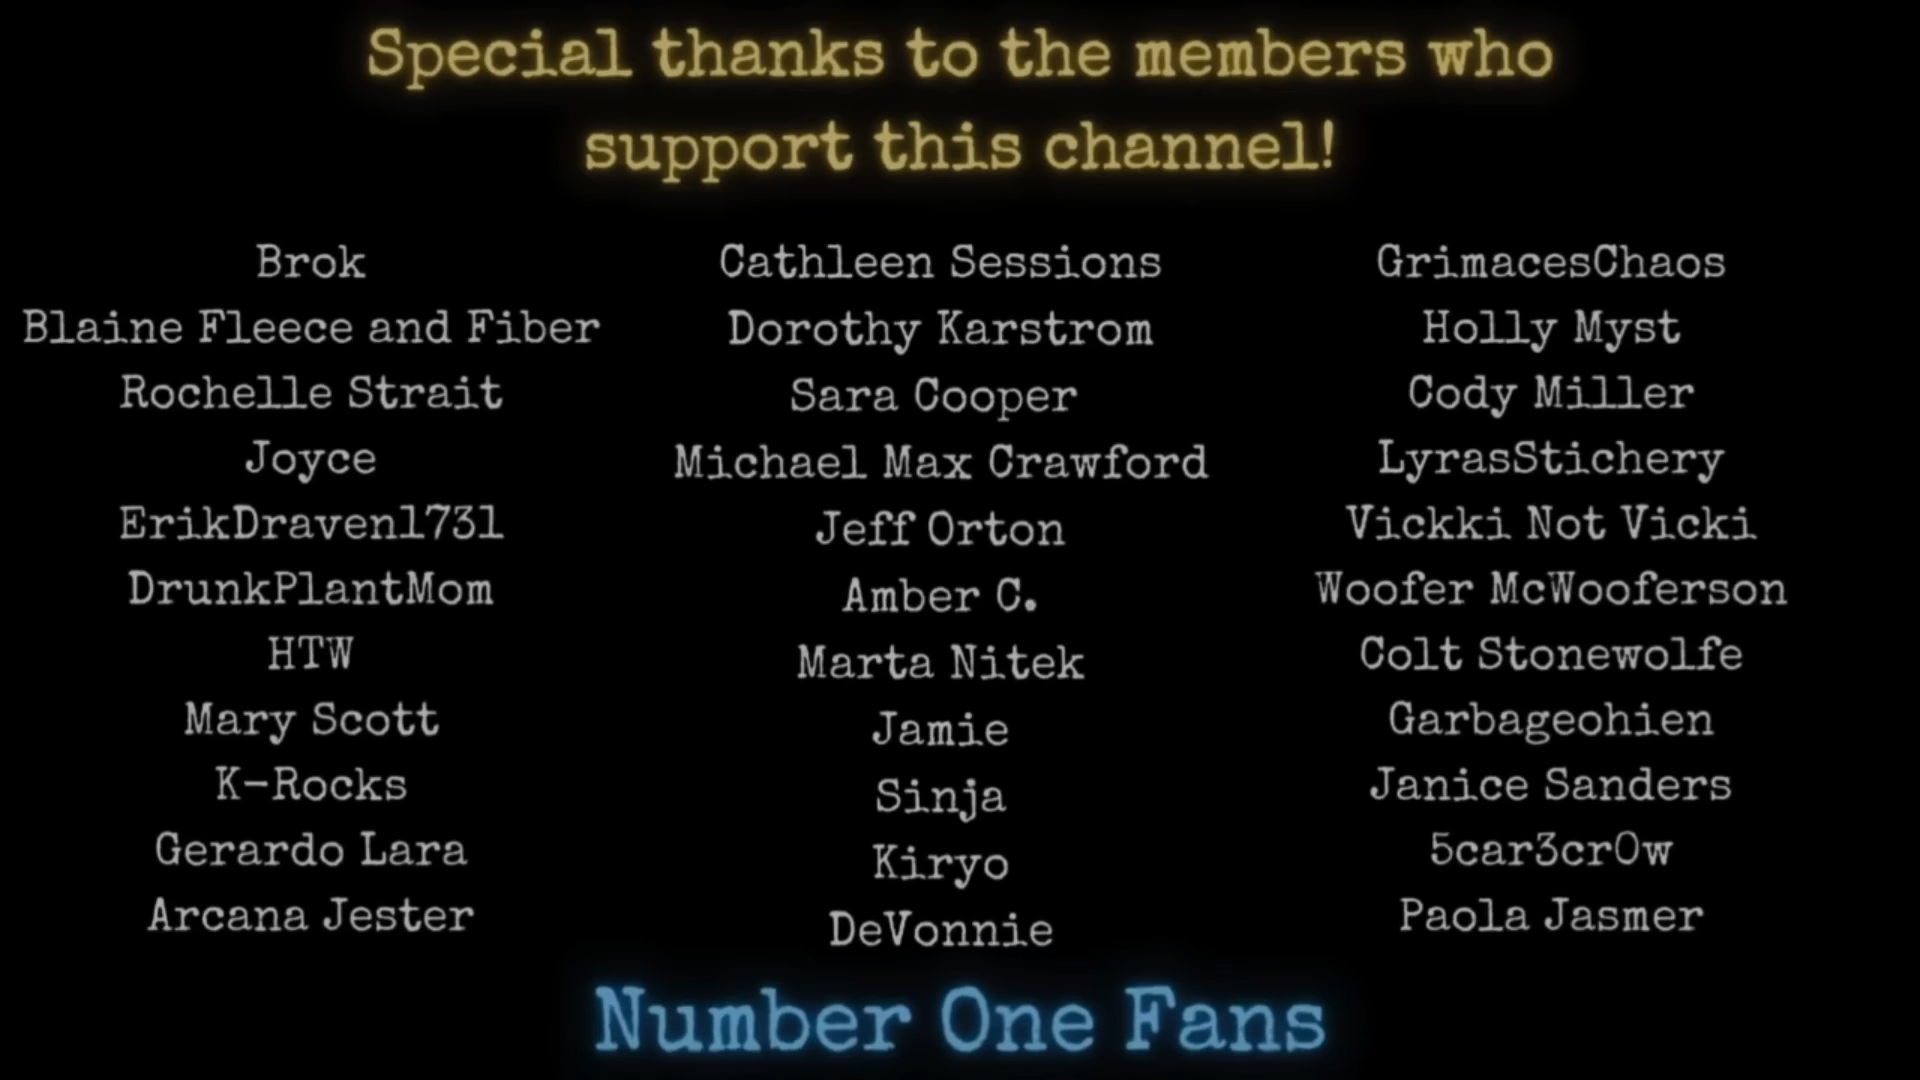 Special thanks to the members who
support this channel!
Brok
Blaine Fleece and Fiber
Rochelle Strait
Joyce
ErikDraven1731
DrunkPlantMom
HTW
Mary Scott
K-Rocks
Gerardo Lara
Arcana Jester
Cathleen Sessions
Dorothy Karstrom
Sara Cooper
Michael Max Crawford
Jeff Orton
Amber C.
Marta Nitek
Jamie
Sinja
Kiryo
DeVonnie
GrimacesChaos
Holly Myst
Cody Miller
LyrasStichery
Vickki Not Vicki
Woofer McWooferson
Colt Stonewolfe
Garbageohien
Janice Sanders
5car3cr0w
Paola Jasmer
Number One Fans